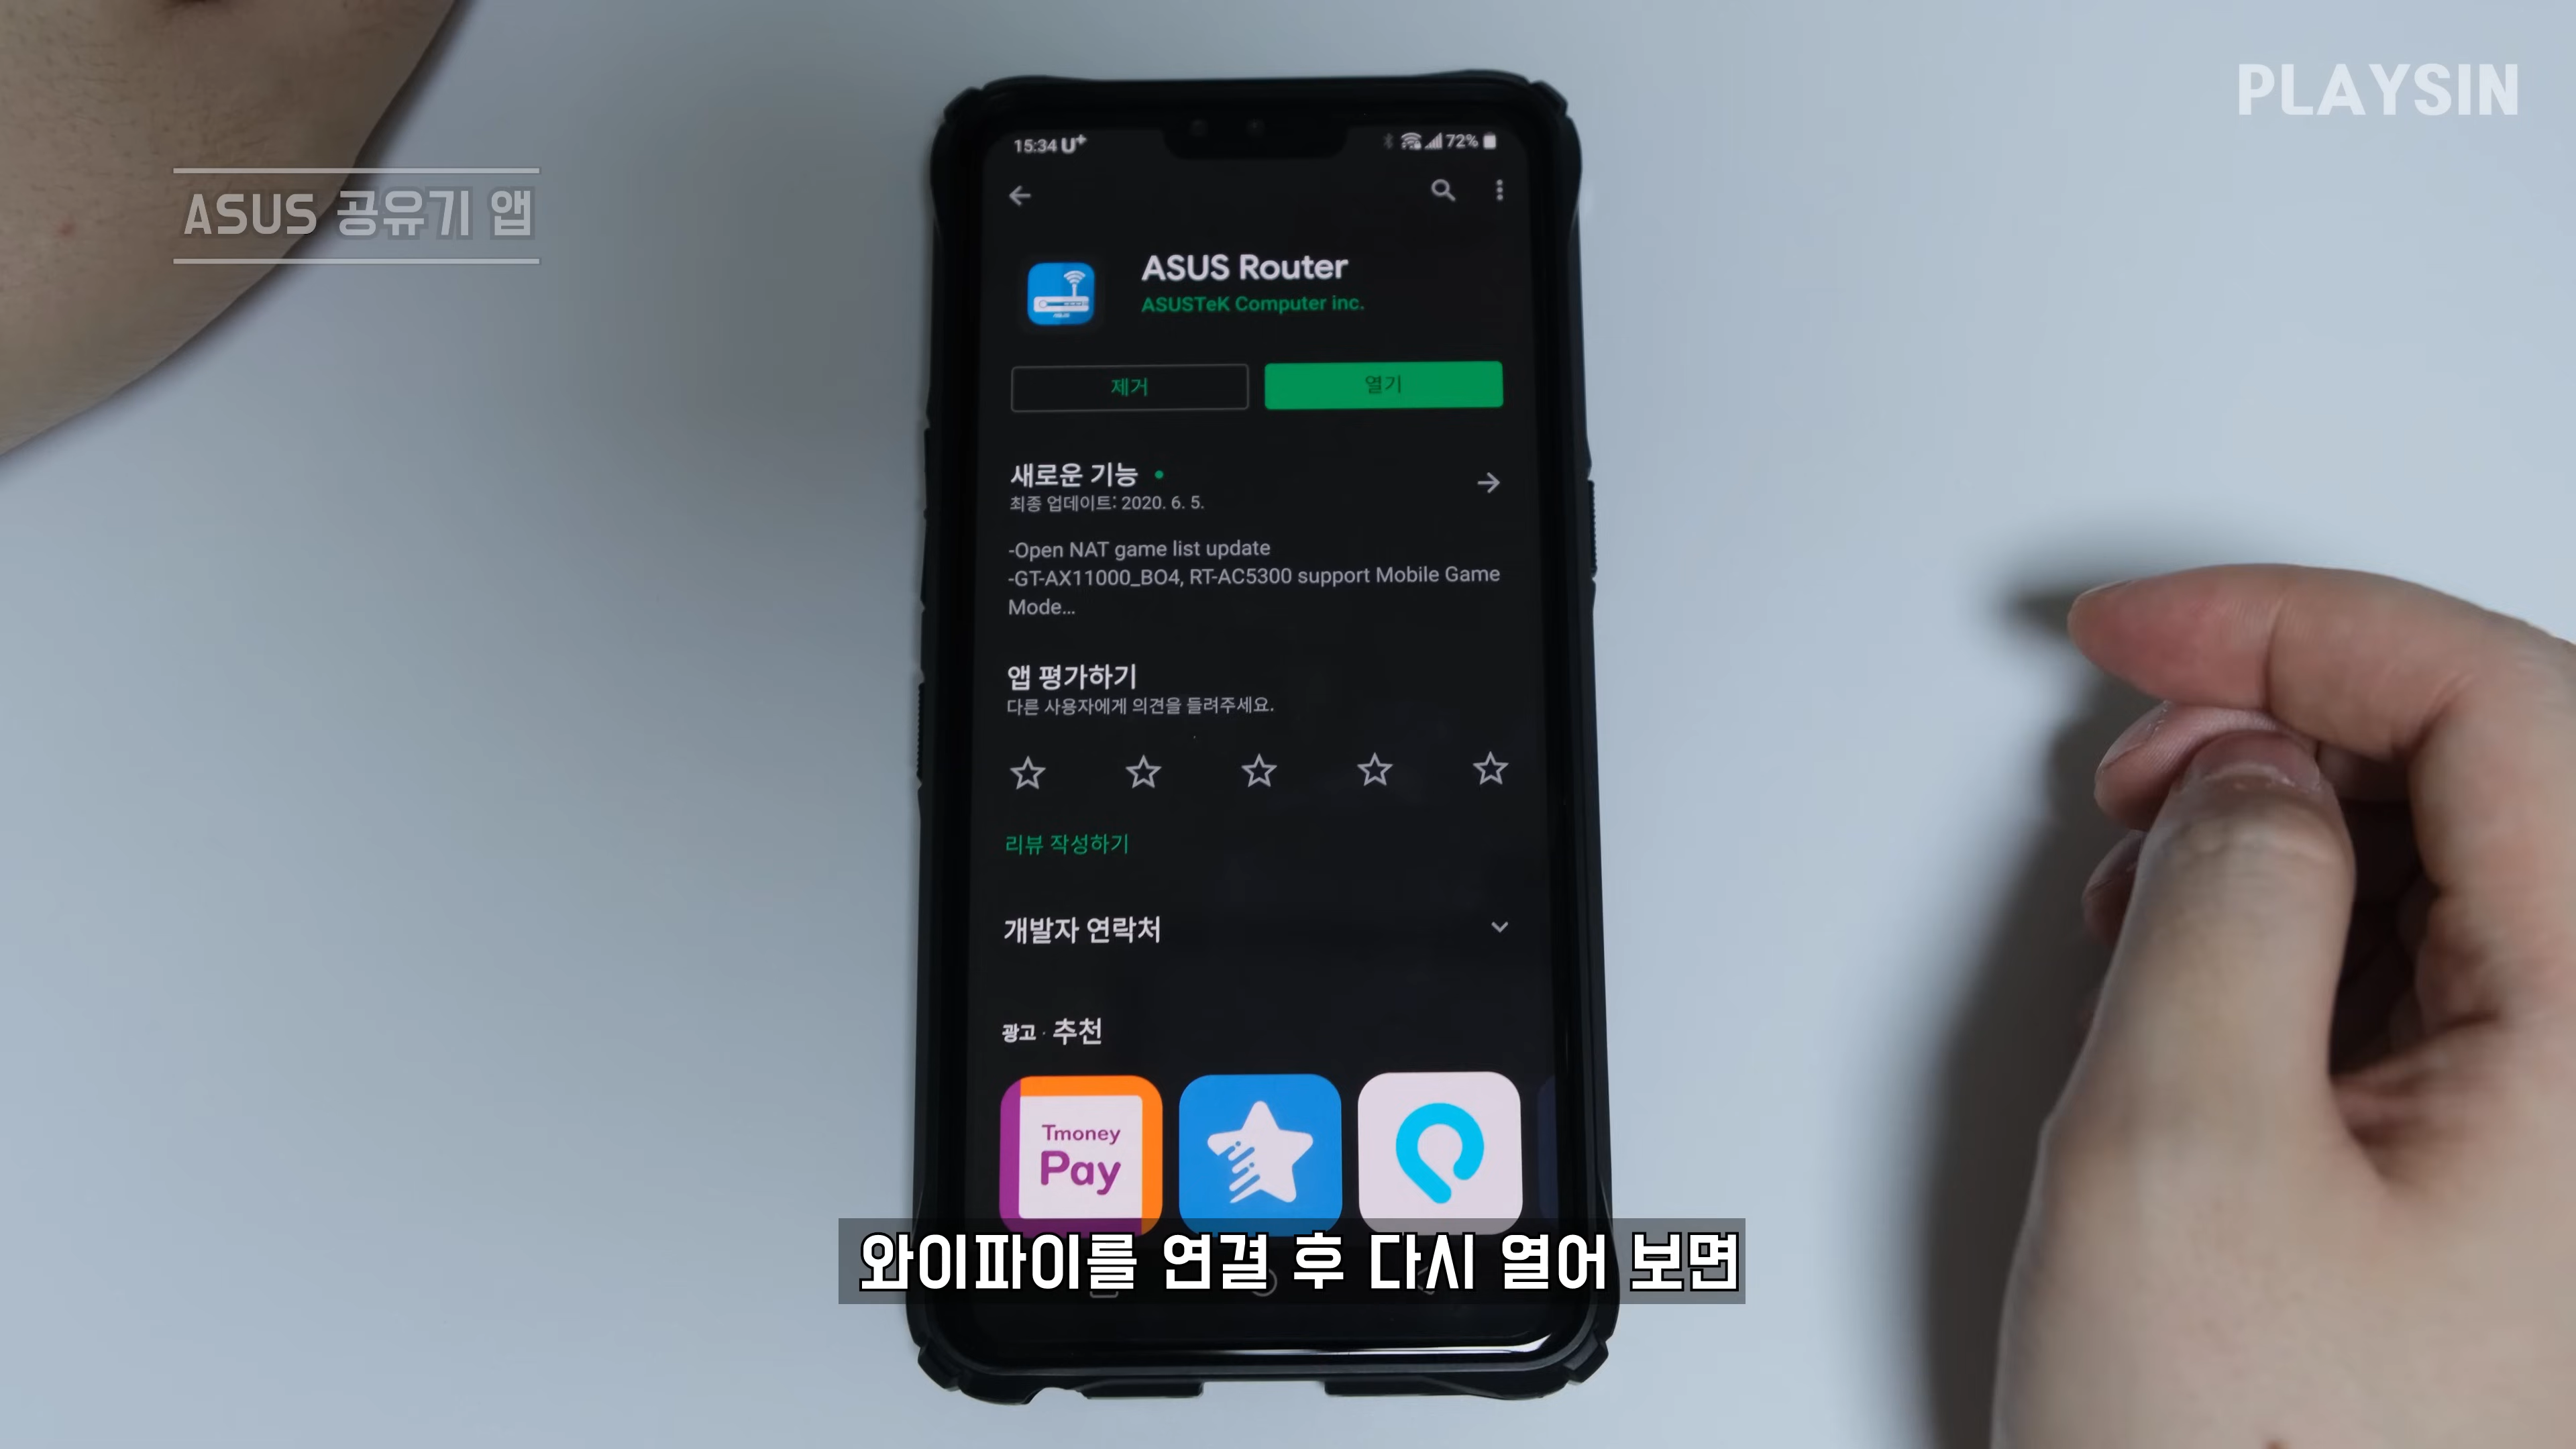 PLAYSIN
ASUS 공유기 앱
15:34 U+
72%
ASUS Router
ASUSTeK Computer inc.
제거
열기
새로운 기능
최종 업데이트: 2020. 6. 5.
-Open NAT game list update
-GT-AX11000_BO4, RT-AC5300 support Mobile Game
Mode…
앱 평가하기
다른 사용자에게 의견을 들려주세요.
리뷰 작성하기
개발자 연락처
광고 · 추천
Tmoney
Pay
와이파이를 연결 후 다시 열어 보면